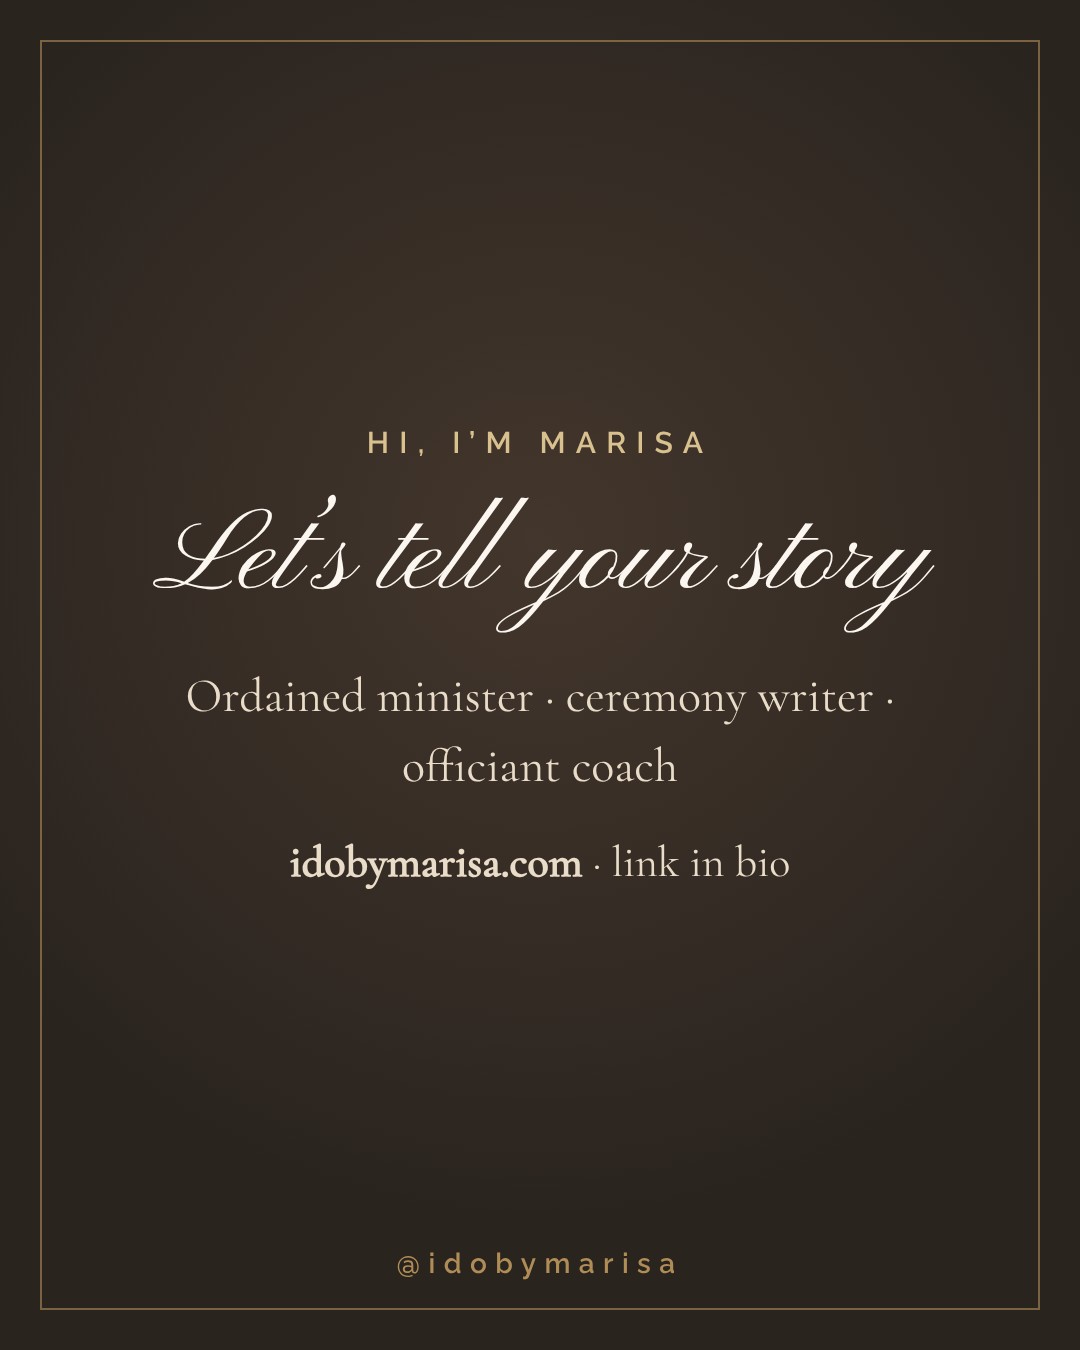 HI, I’M MARISA
Let’s tell your story
Ordained minister · ceremony writer ·
officiant coach
idobymarisa.com · link in bio
@idobymarisa